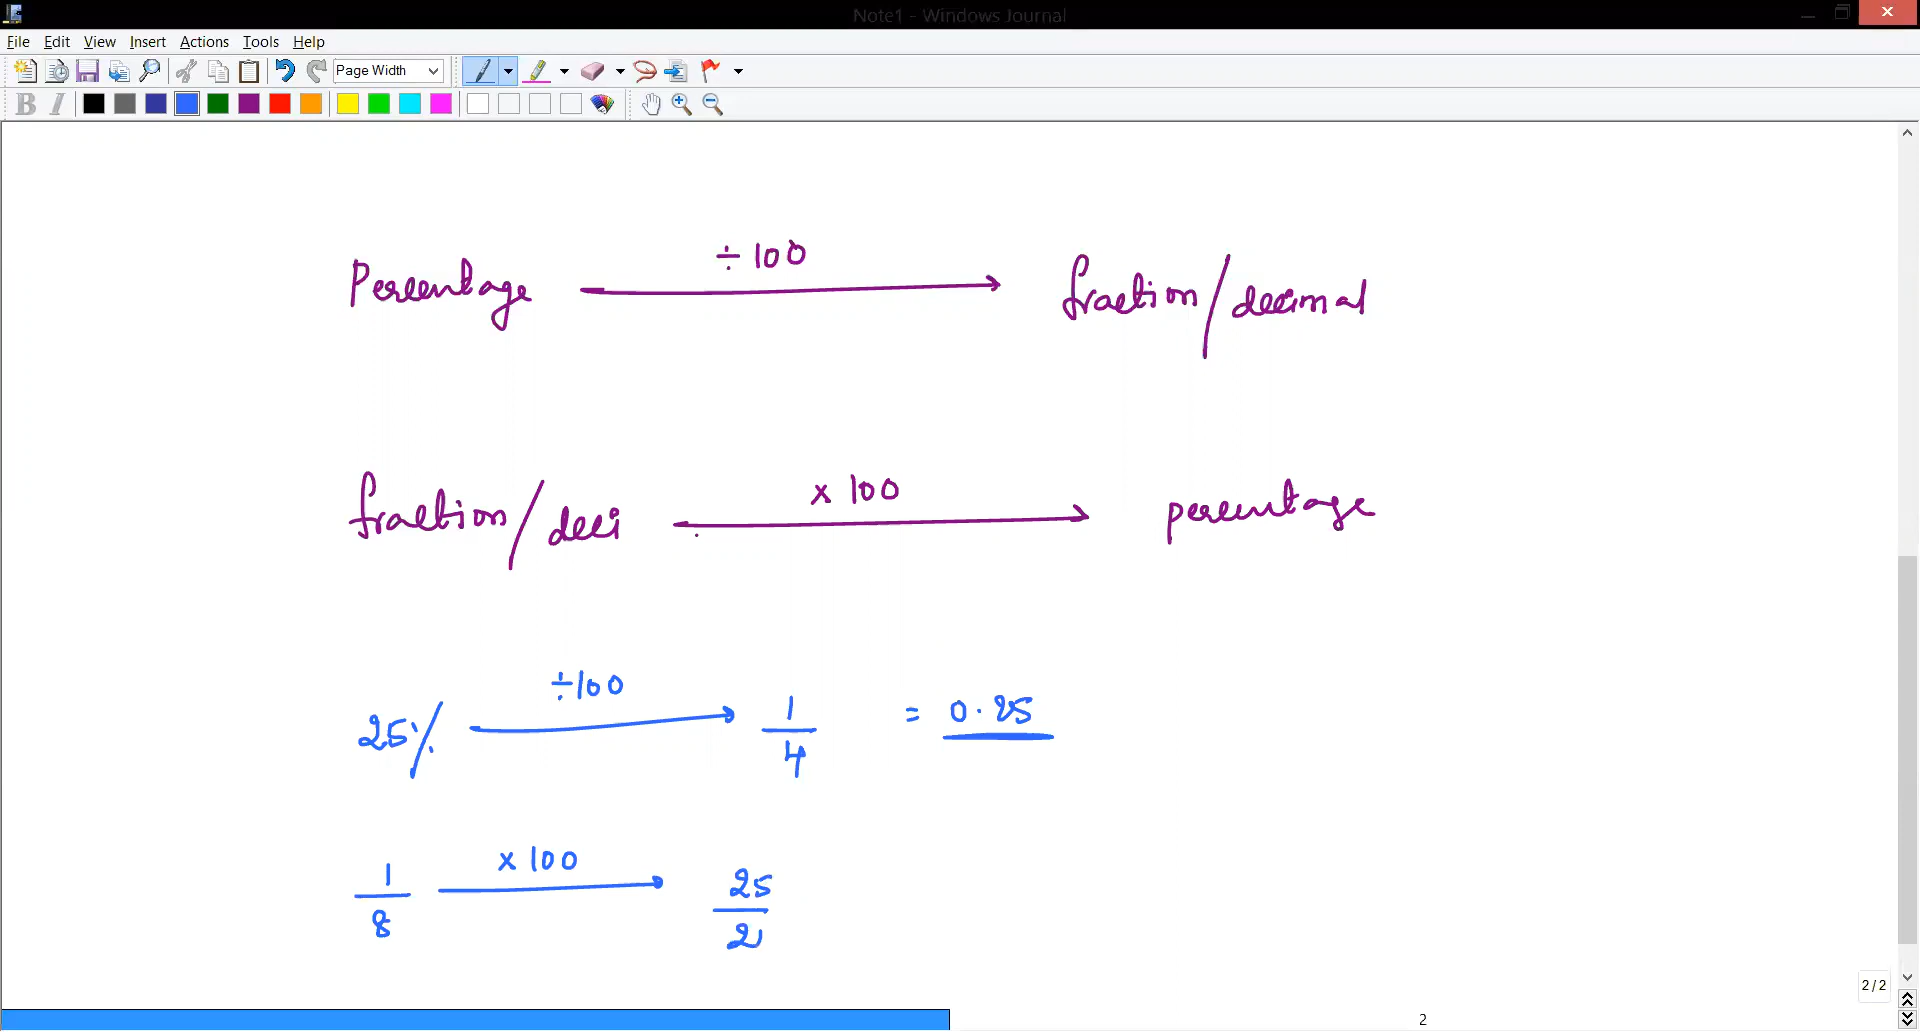 Note1 - Windows Journal
File Edit View Insert Actions Tools Help
Page Width
B I
÷ 100
Percentage fraction/decimal
x 100
fraction/deci percentage
÷100
25% 1/4 = 0.25
x 100
1/8 25/2
2 / 2
2